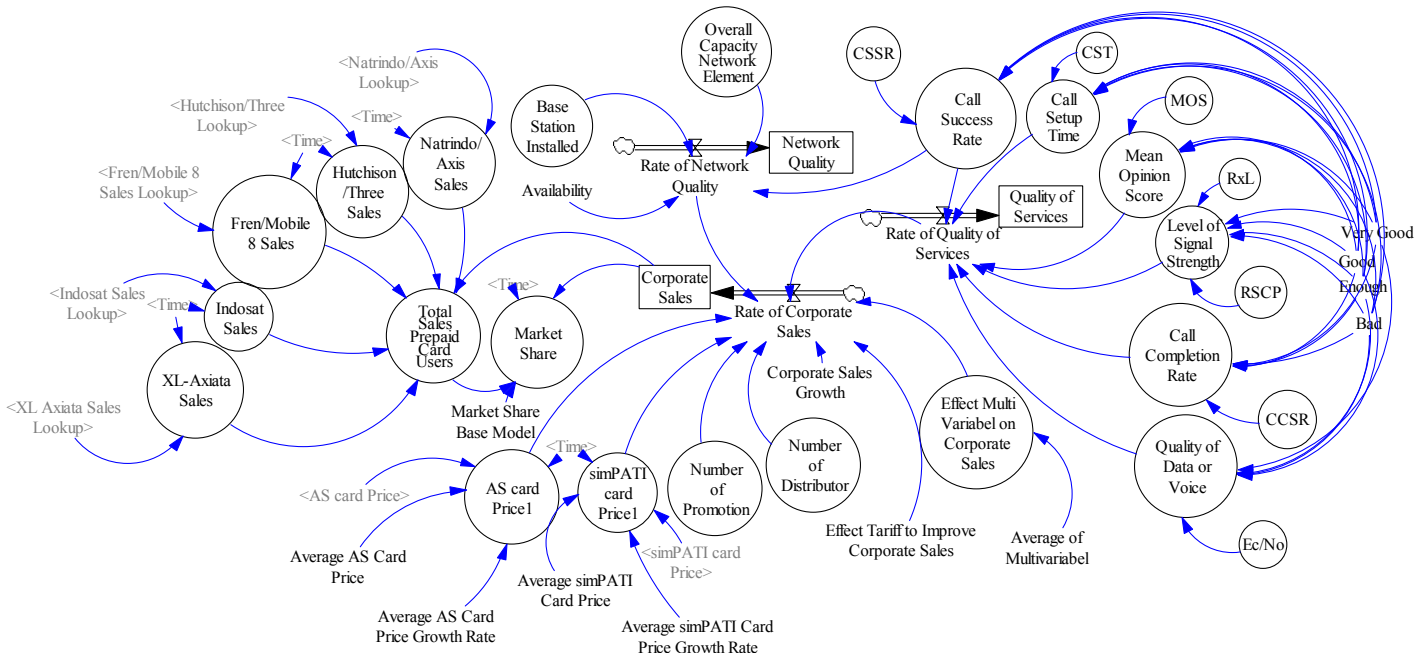 <Natrindo/Axis
Lookup>
<Hutchison/Three
Lookup>
<Time>
<Time>
<Fren/Mobile 8
Sales Lookup>
Natrindo/
Axis
Sales
Hutchison
/Three
Sales
Fren/Mobile
8 Sales
<Indosat Sales
Lookup>
<Time>
Indosat
Sales
XL-Axiata
Sales
<XL Axiata Sales
Lookup>
Total
Sales
Prepaid
Card
Users
<Time>
Market
Share
Market Share
Base Model
Corporate
Sales
Base
Station
Installed
Overall
Capacity
Network
Element
Rate of Network
Quality
Network
Quality
Availability
CSSR
Call
Success
Rate
CST
Call
Setup
Time
MOS
Mean
Opinion
Score
RxL
Level of
Signal
Strength
RSCP
Quality of
Services
Rate of Quality of
Services
Very Good
Good
Enough
Bad
Call
Completion
Rate
CCSR
Quality of
Data or
Voice
Ec/No
Rate of Corporate
Sales
Corporate Sales
Growth
Effect Multi
Variabel on
Corporate
Sales
Average of
Multivariabel
Effect Tariff to Improve
Corporate Sales
Number
of
Distributor
Number
of
Promotion
<Time>
simPATI
card
Price1
AS card
Price1
<AS card Price>
Average AS Card
Price
Average AS Card
Price Growth Rate
Average simPATI
Card Price
<simPATI card
Price>
Average simPATI Card
Price Growth Rate